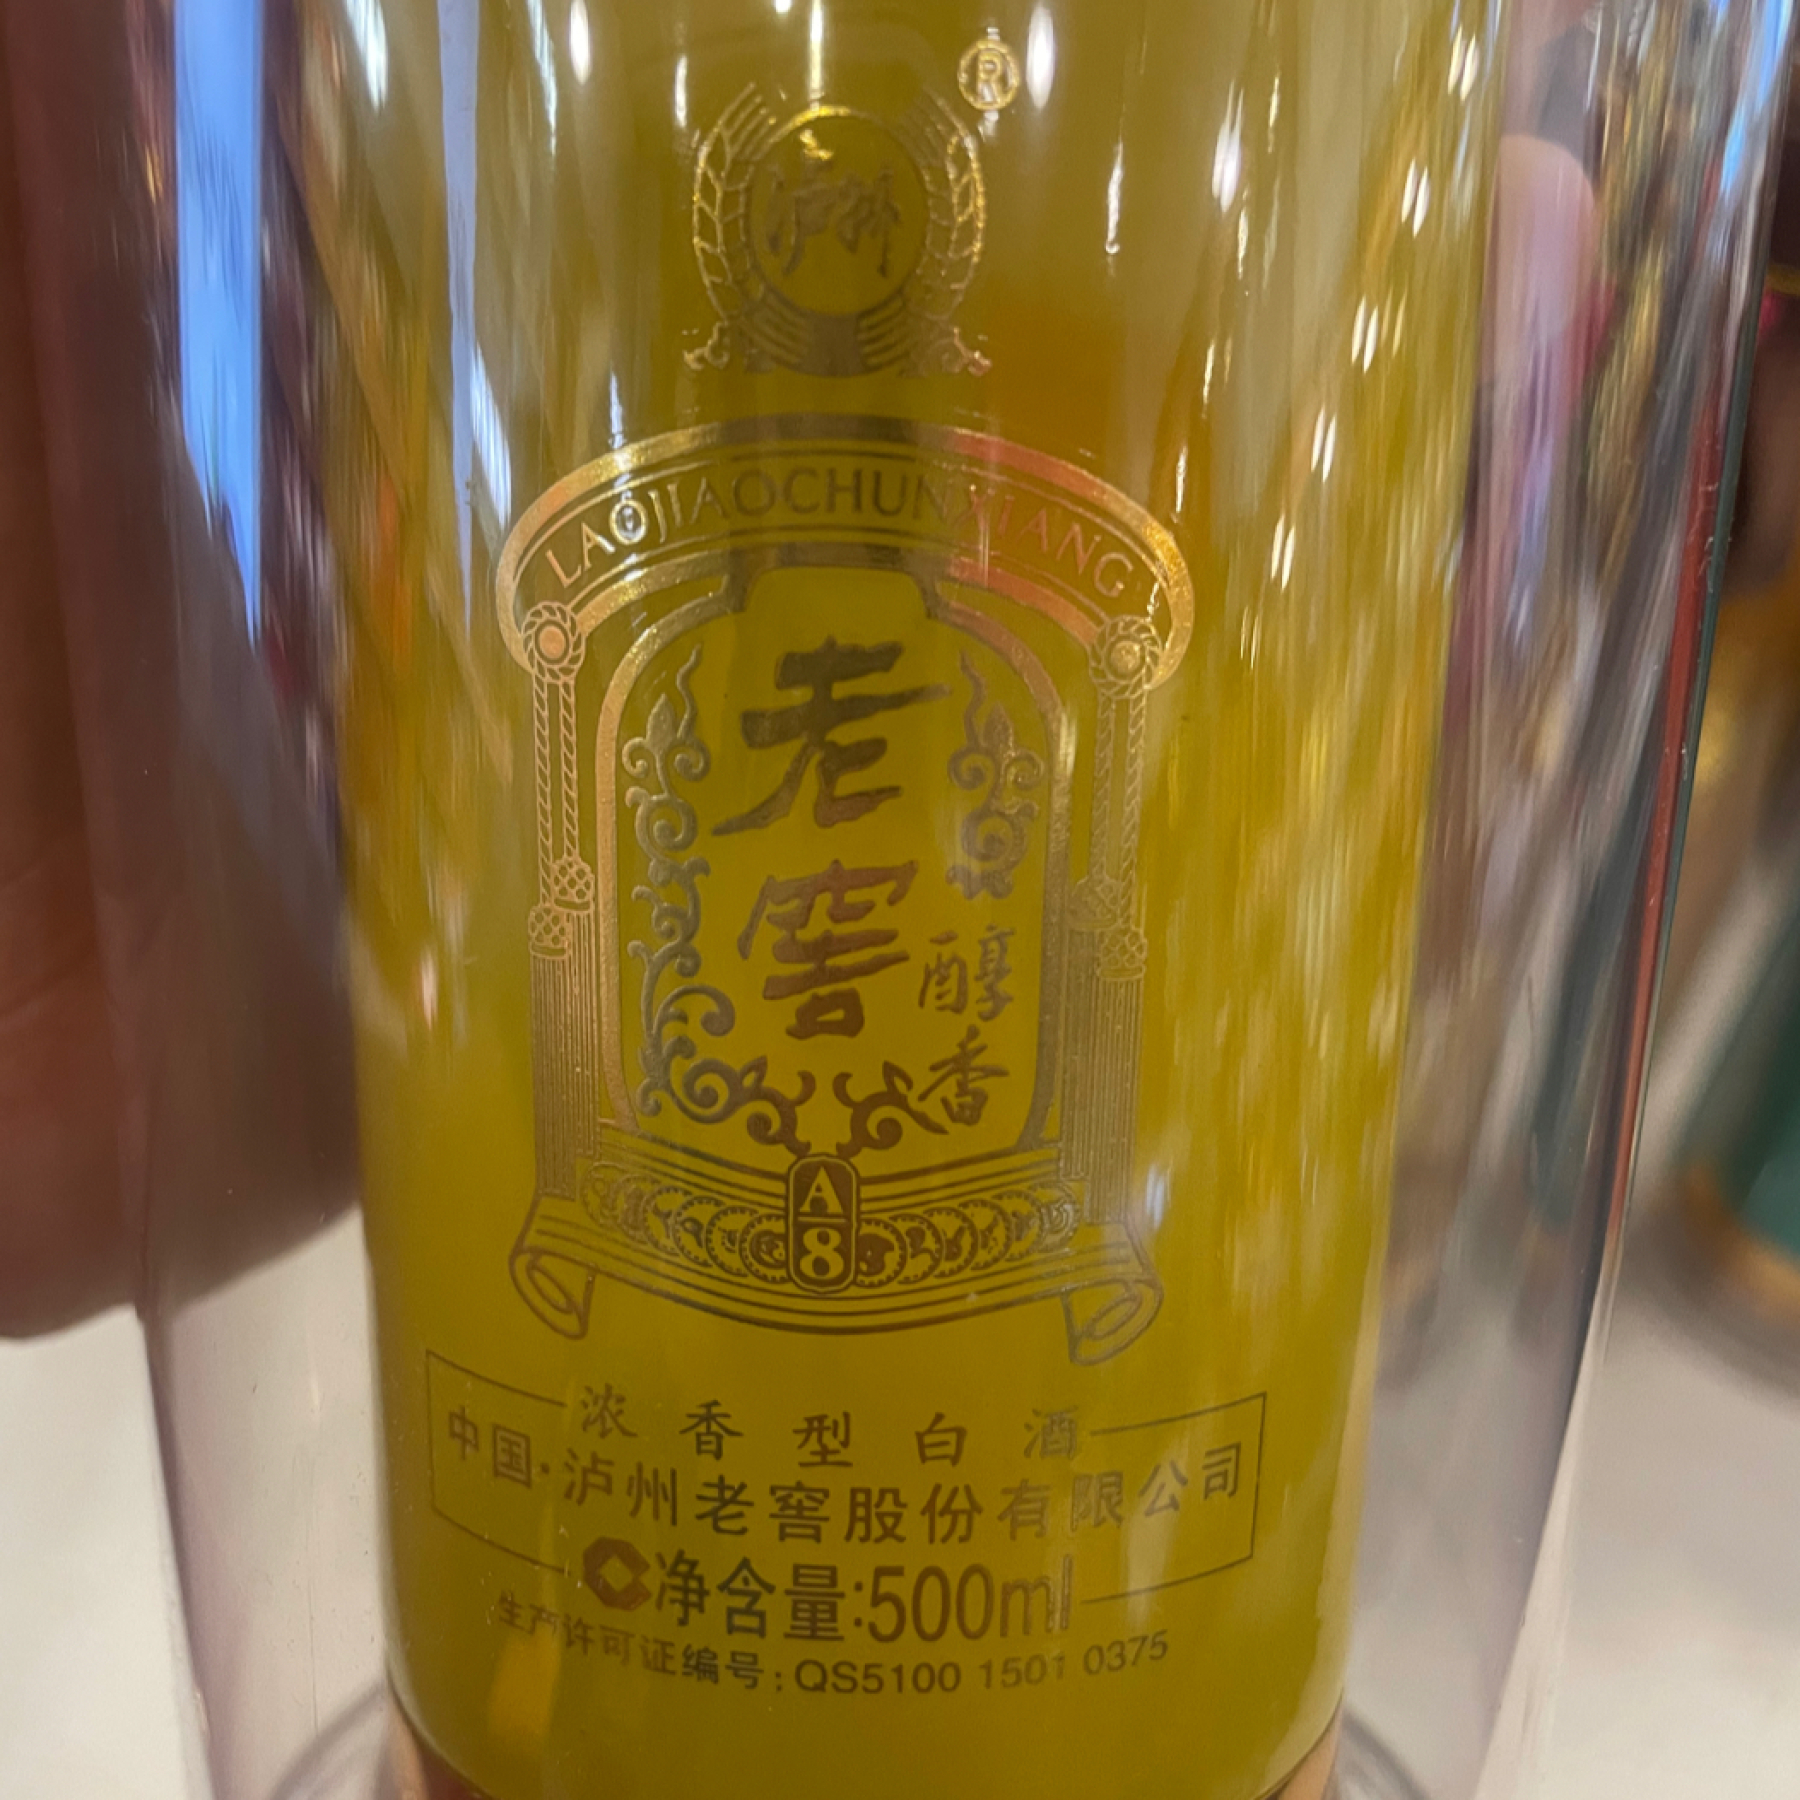 ®
泸州
LAOJIAOCHUNXIANG
老窖
醇香
A
8
浓香型白酒
中国·泸州老窖股份有限公司
净含量:500ml
生产许可证编号:QS5100 1501 0375